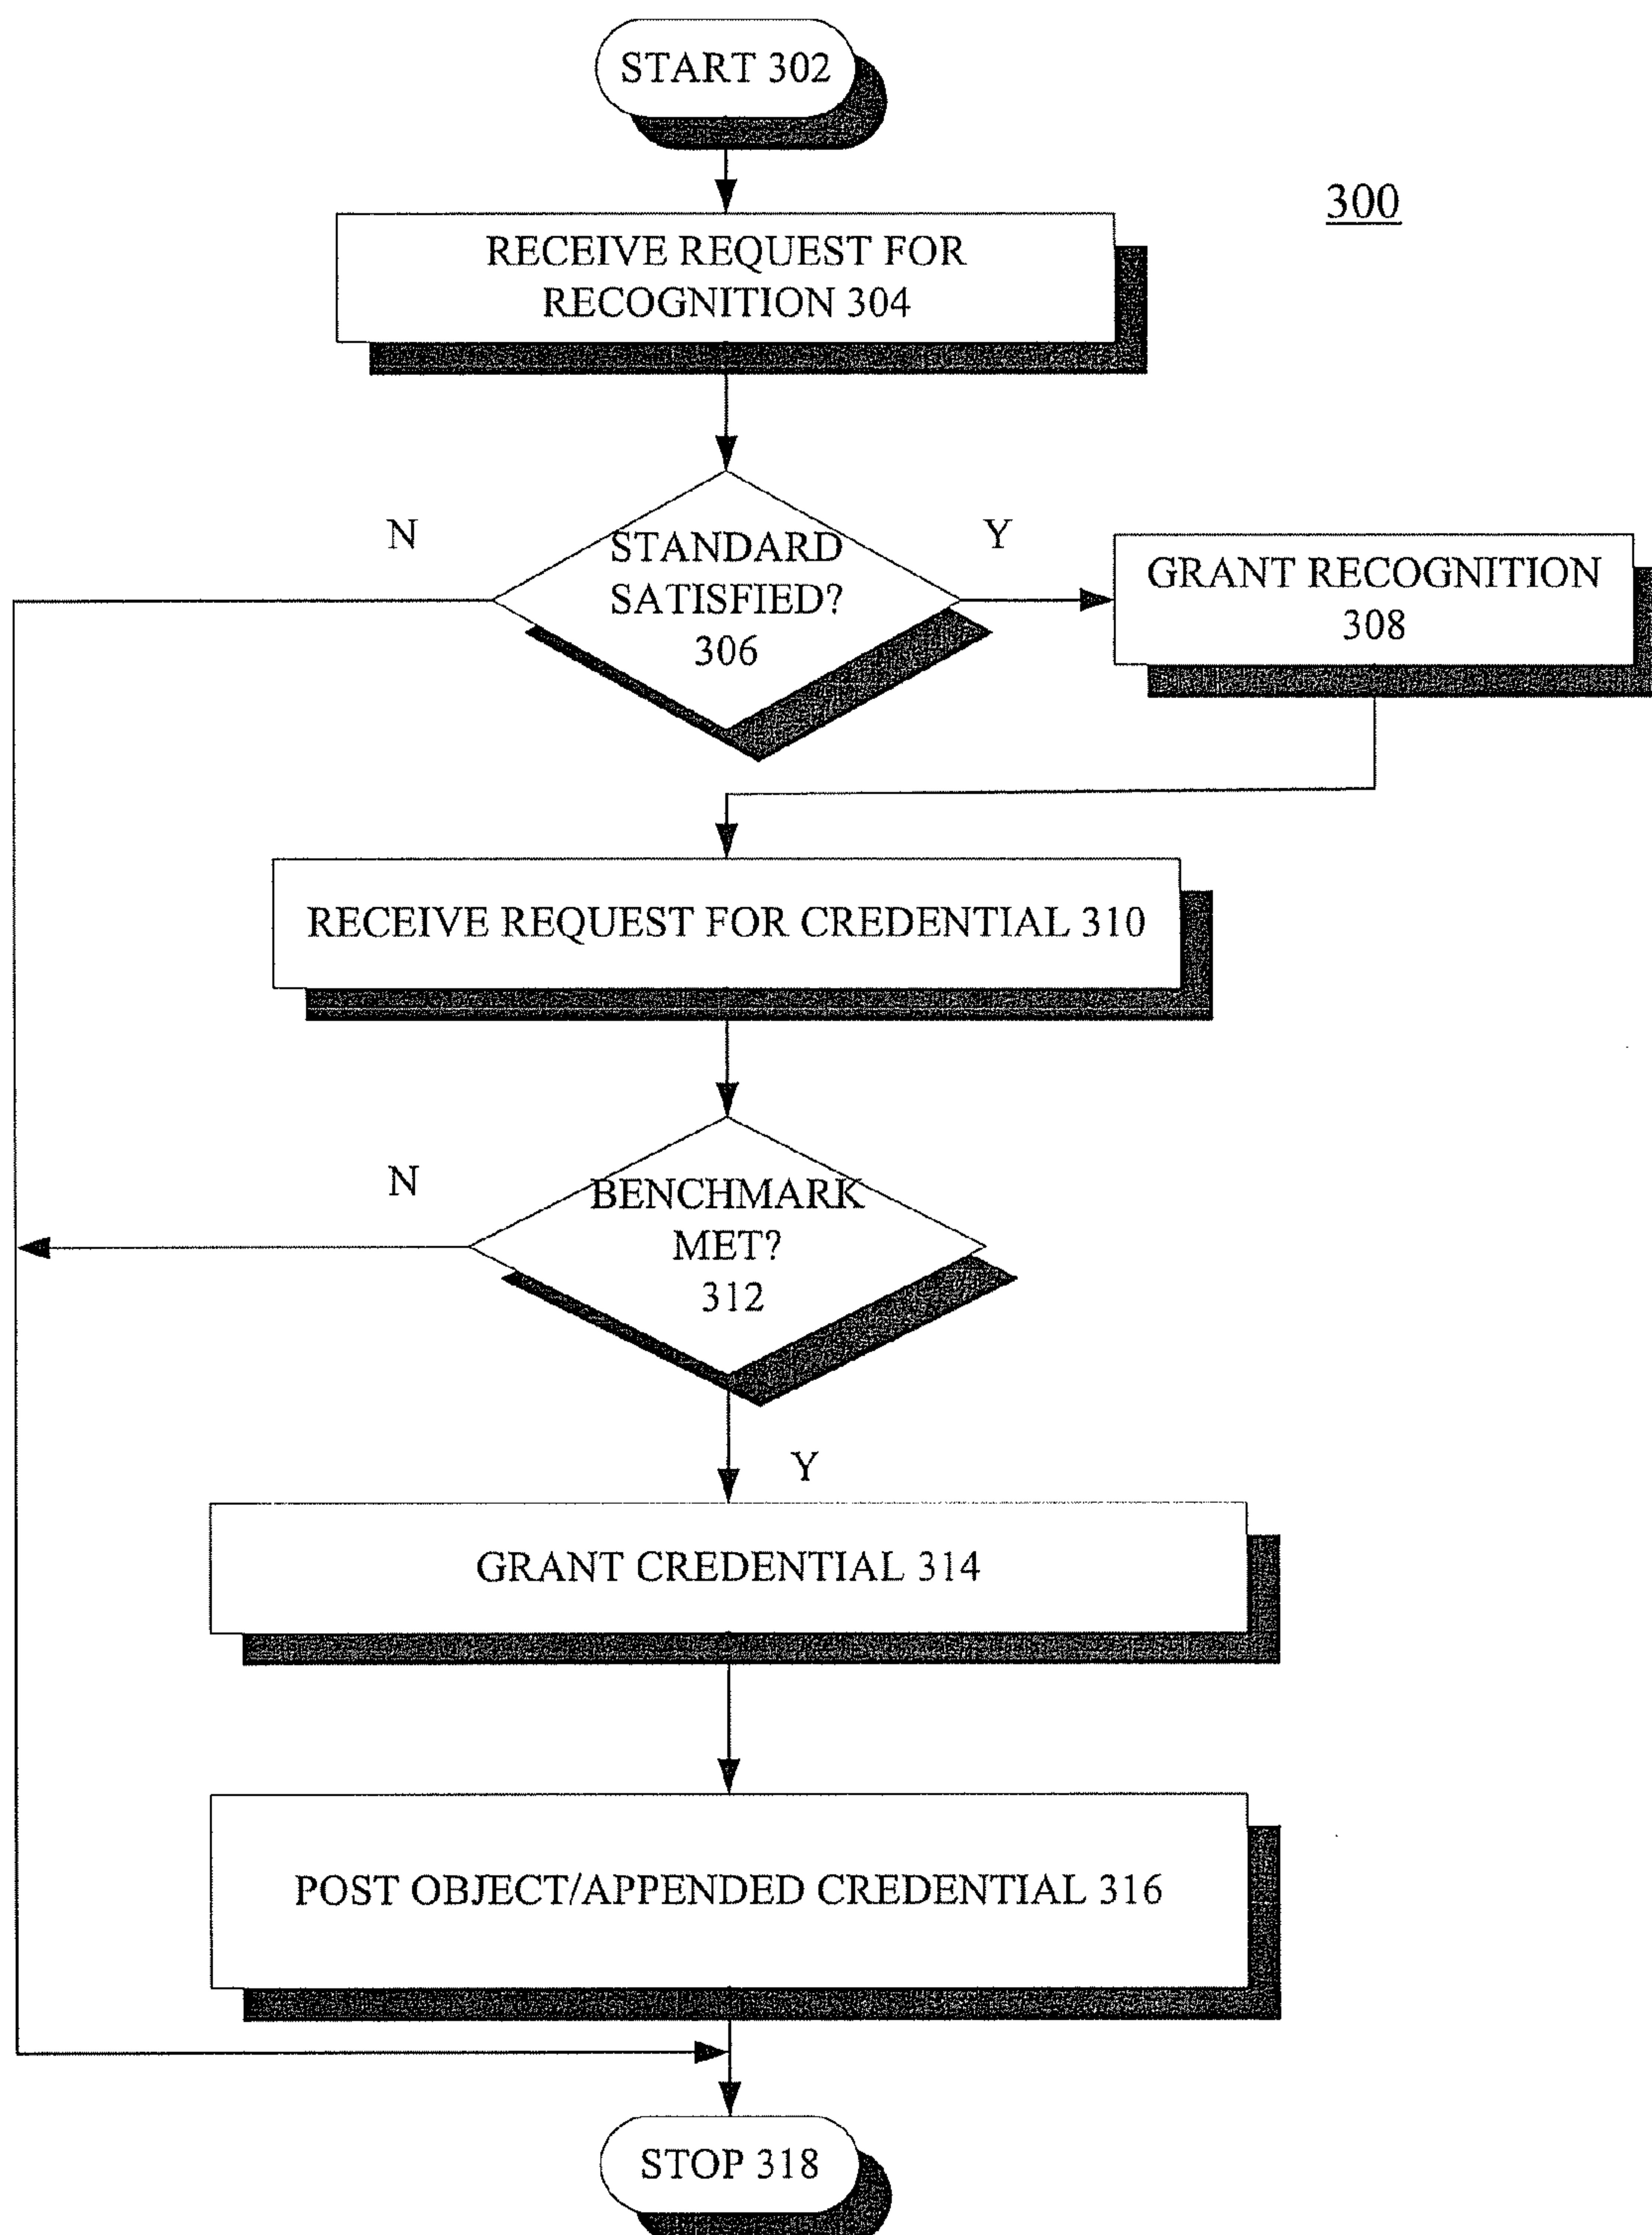 START 302
300
RECEIVE REQUEST FOR
RECOGNITION 304
N
Y
STANDARD
SATISFIED?
306
GRANT RECOGNITION
308
RECEIVE REQUEST FOR CREDENTIAL 310
N
BENCHMARK
MET?
312
Y
GRANT CREDENTIAL 314
POST OBJECT/APPENDED CREDENTIAL 316
STOP 318